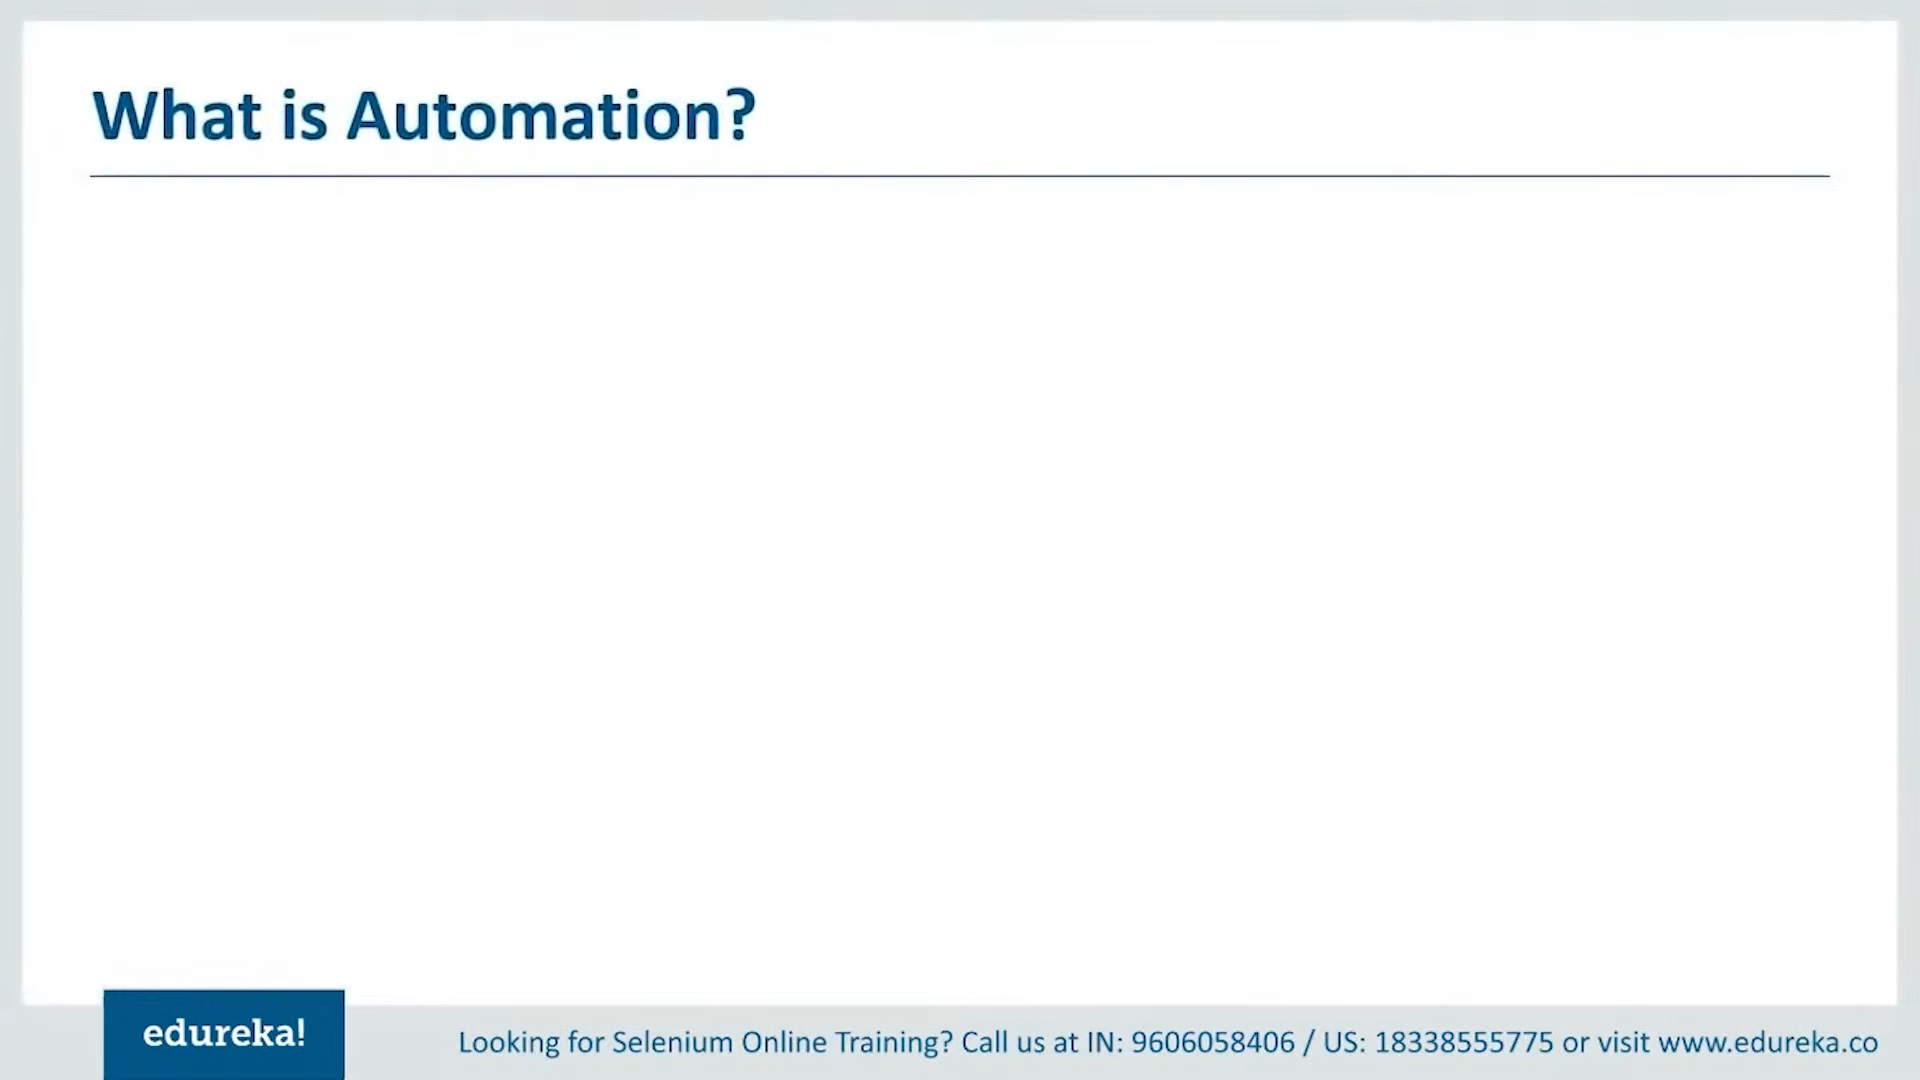 What is Automation?
edureka!
Looking for Selenium Online Training? Call us at IN: 9606058406 / US: 18338555775 or visit www.edureka.co